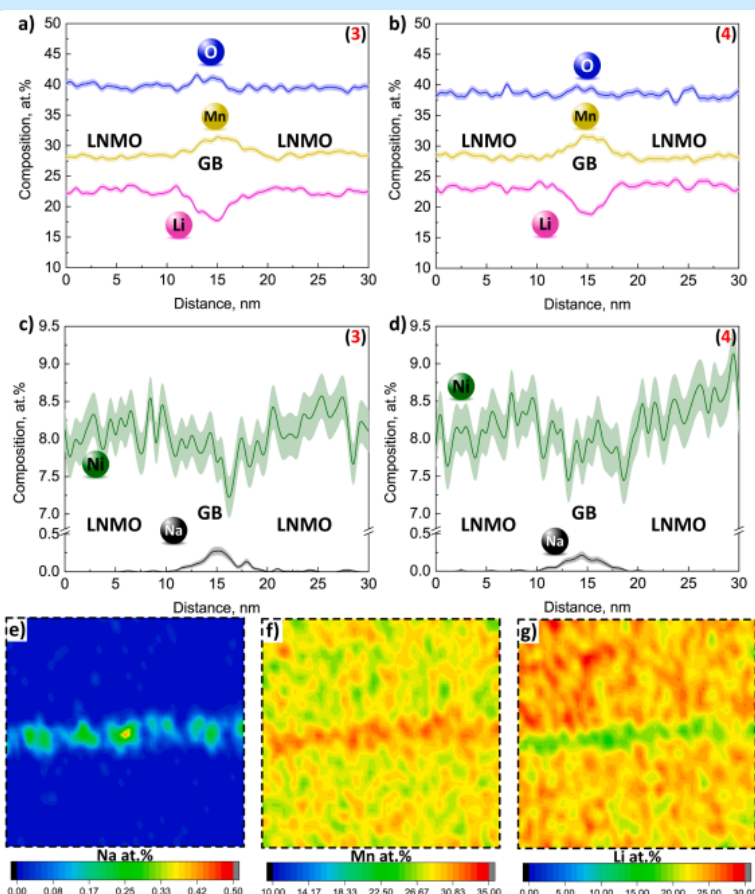 a) (3)
50
45
40
35
30
25
20
15
10
Composition, at.%
O
Mn
LNMO GB LNMO
Li
0 5 10 15 20 25 30
Distance, nm
b) (4)
50
45
40
35
30
25
20
15
10
Composition, at.%
O
Mn
LNMO GB LNMO
Li
0 5 10 15 20 25 30
Distance, nm
c) (3)
9.5
9.0
8.5
8.0
7.5
7.0
0.5
0.0
Composition, at.%
Ni
LNMO GB LNMO
Na
0 5 10 15 20 25 30
Distance, nm
d) (4)
9.5
9.0
8.5
8.0
7.5
7.0
0.5
0.0
Composition, at.%
Ni
LNMO GB LNMO
Na
0 5 10 15 20 25 30
Distance, nm
e)
Na at.%
0.00 0.08 0.17 0.25 0.33 0.42 0.50
f)
Mn at.%
10.00 14.17 18.33 22.50 26.67 30.83 35.00
g)
Li at.%
0.00 5.00 10.00 15.00 20.00 25.00 30.00